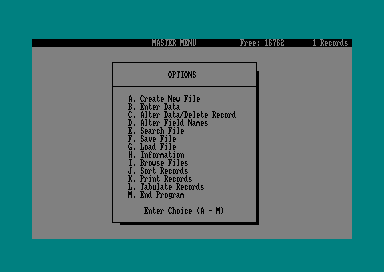 MASTER MENU Free: 16762 1 Records
OPTIONS
A. Create New File
B. Enter Data
C. Alter Data/Delete Record
D. Alter Field Names
E. Search File
F. Save File
G. Load File
H. Information
I. Browse Files
J. Sort Records
K. Print Records
L. Tabulate Records
M. End Program
Enter Choice (A - M)